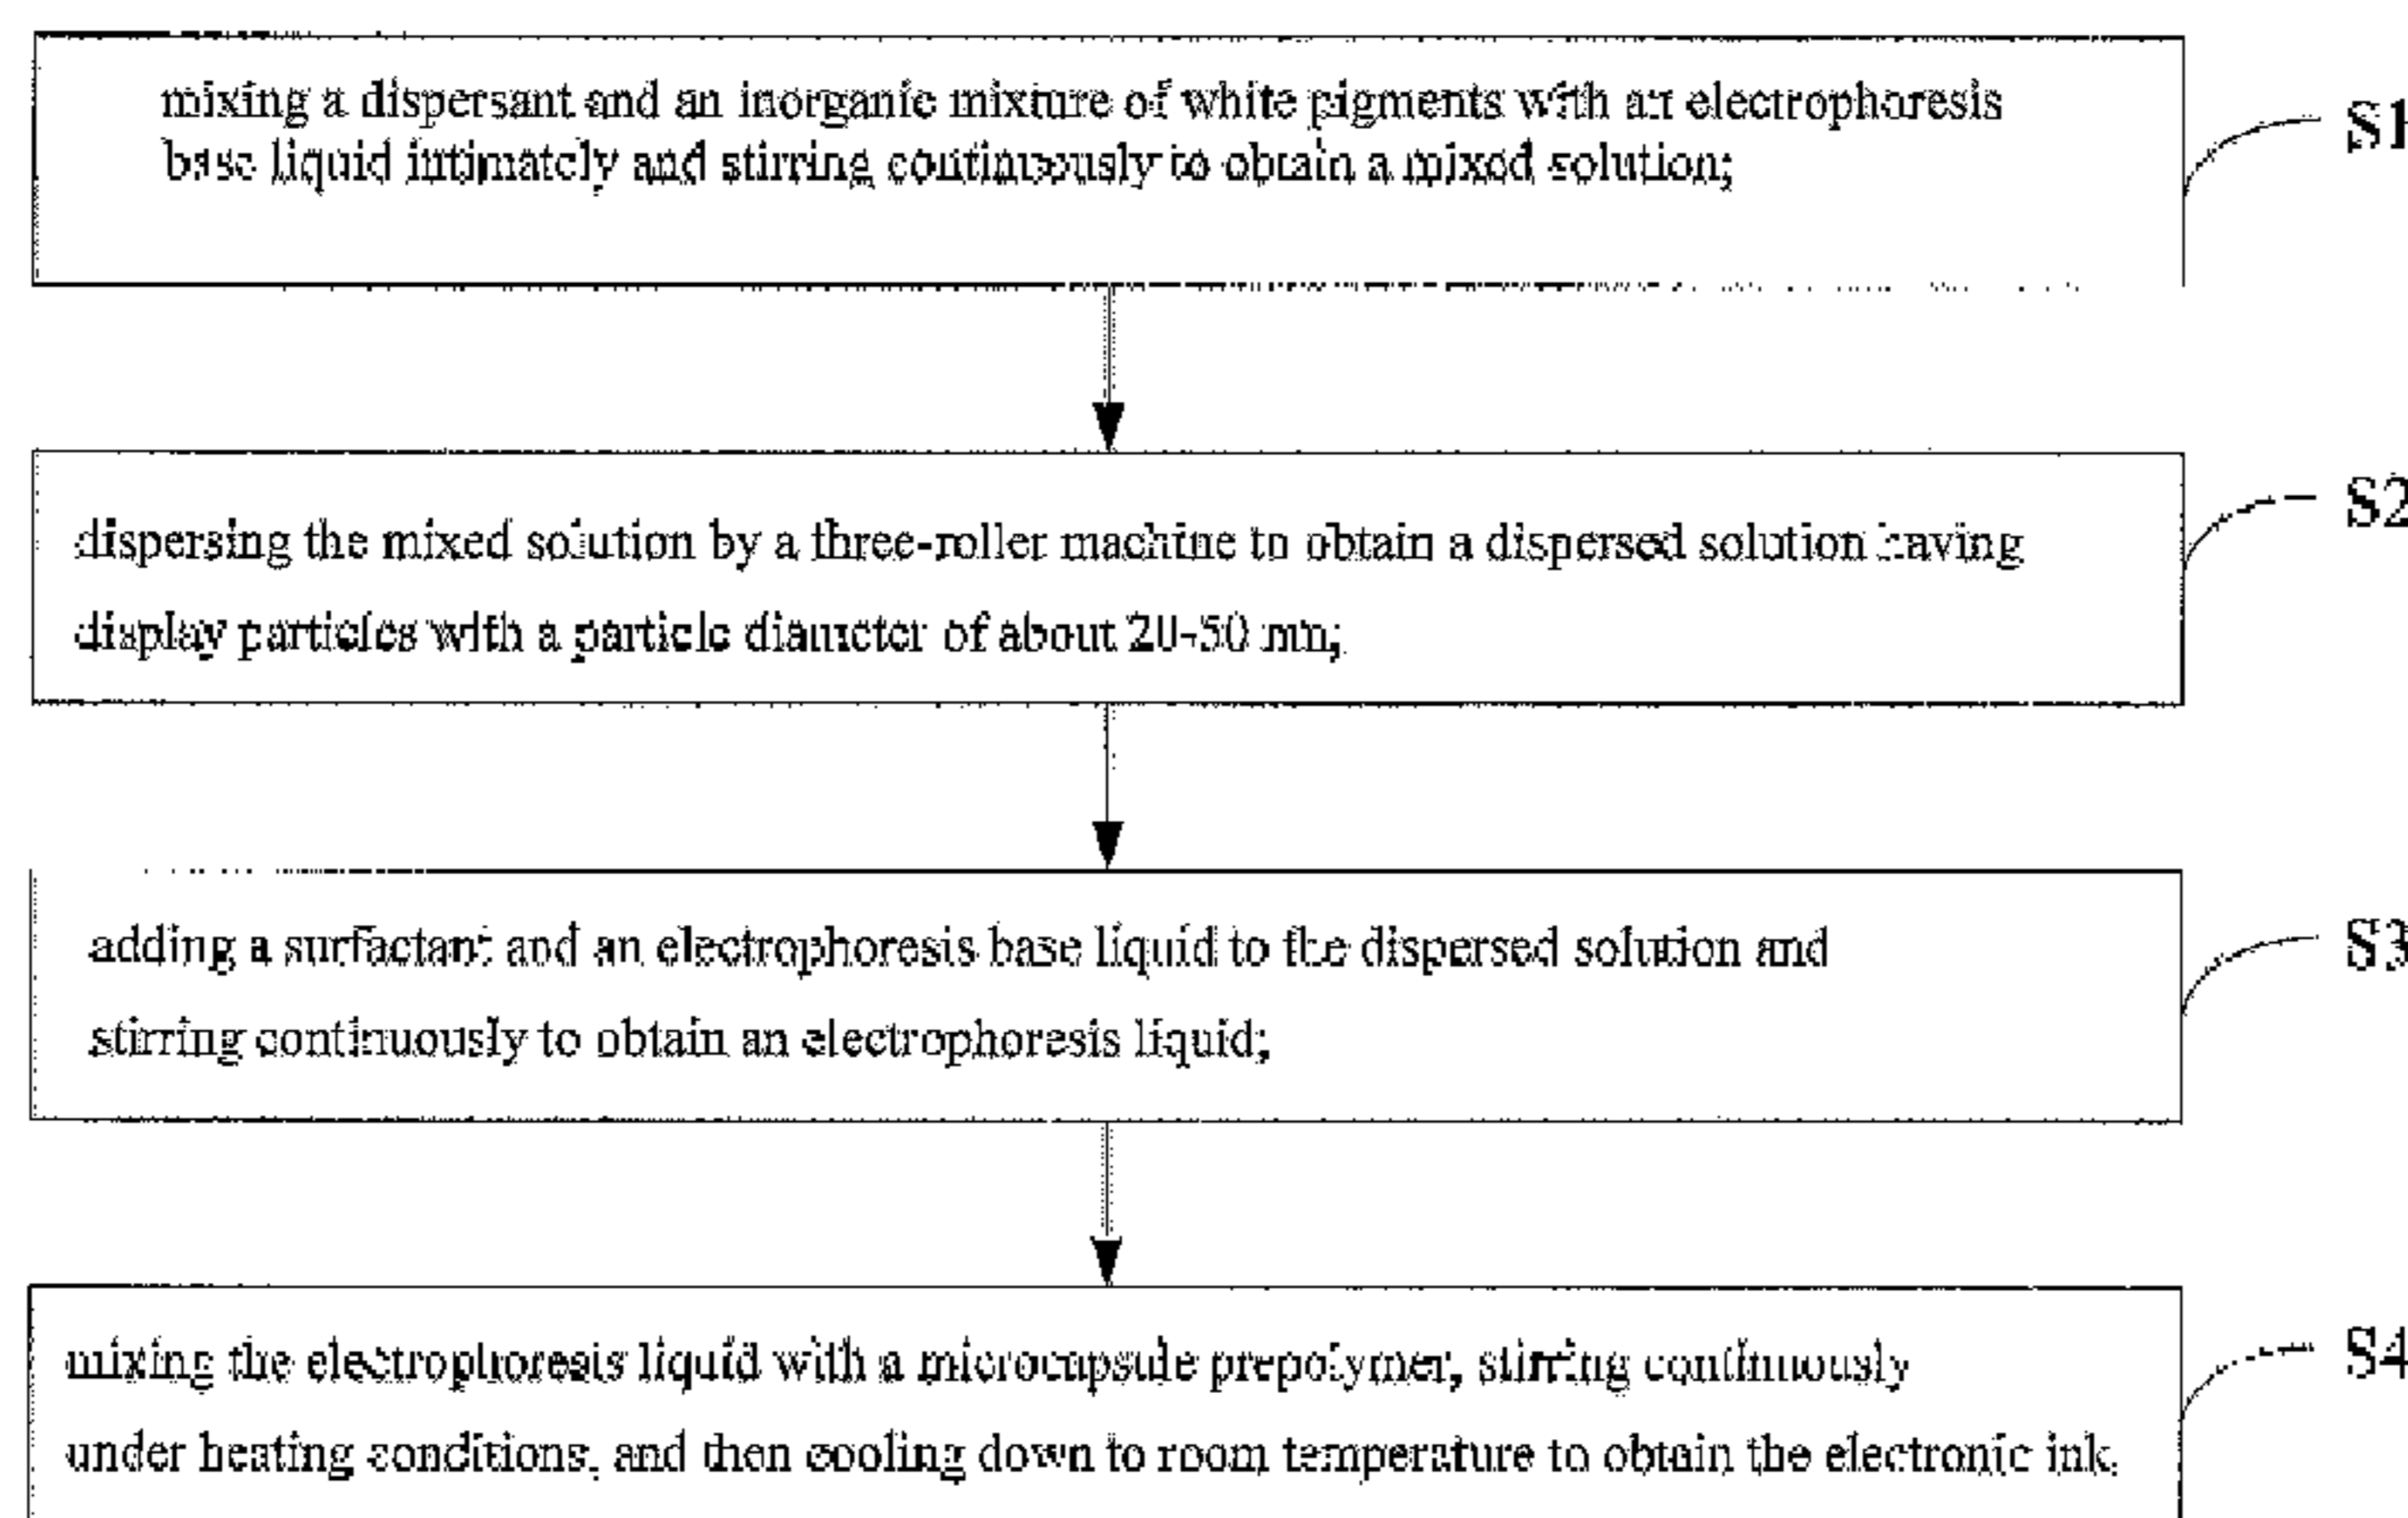 mixing a dispersant and an inorganic mixture of white pigments with an electrophoresis
base liquid intimately and stirring continuously to obtain a mixed solution;
S1
dispersing the mixed solution by a three-roller machine to obtain a dispersed solution having
display particles with a particle diameter of about 20-50 nm;
S2
adding a surfactant and an electrophoresis base liquid to the dispersed solution and
stirring continuously to obtain an electrophoresis liquid;
S3
mixing the electrophoresis liquid with a microcapsule prepolymer, stirring continuously
under heating conditions, and then cooling down to room temperature to obtain the electronic ink.
S4